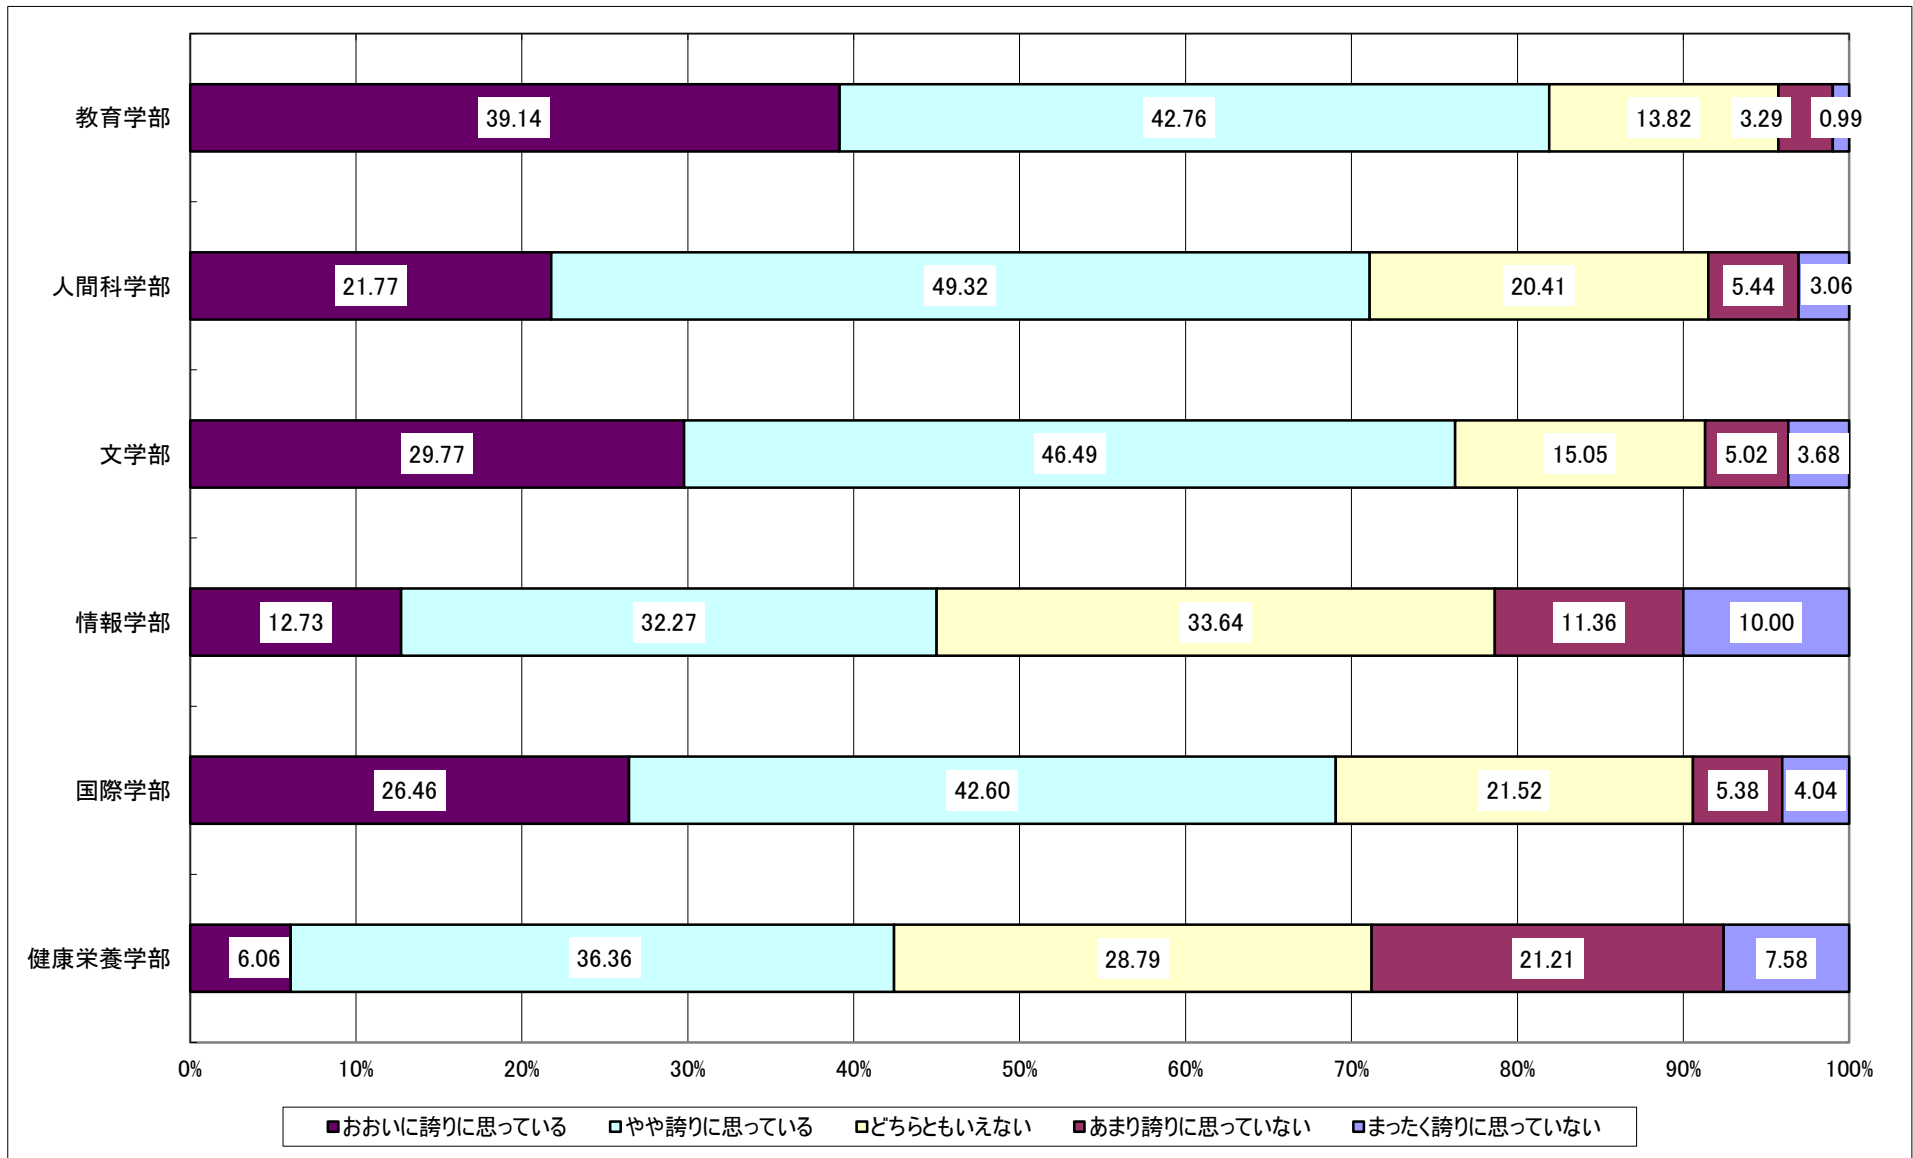 教育学部 39.14 42.76 13.82 3.29 0.99
人間科学部 21.77 49.32 20.41 5.44 3.06
文学部 29.77 46.49 15.05 5.02 3.68
情報学部 12.73 32.27 33.64 11.36 10.00
国際学部 26.46 42.60 21.52 5.38 4.04
健康栄養学部 6.06 36.36 28.79 21.21 7.58
0% 10% 20% 30% 40% 50% 60% 70% 80% 90% 100%
おおいに誇りに思っている やや誇りに思っている どちらともいえない あまり誇りに思っていない まったく誇りに思っていない